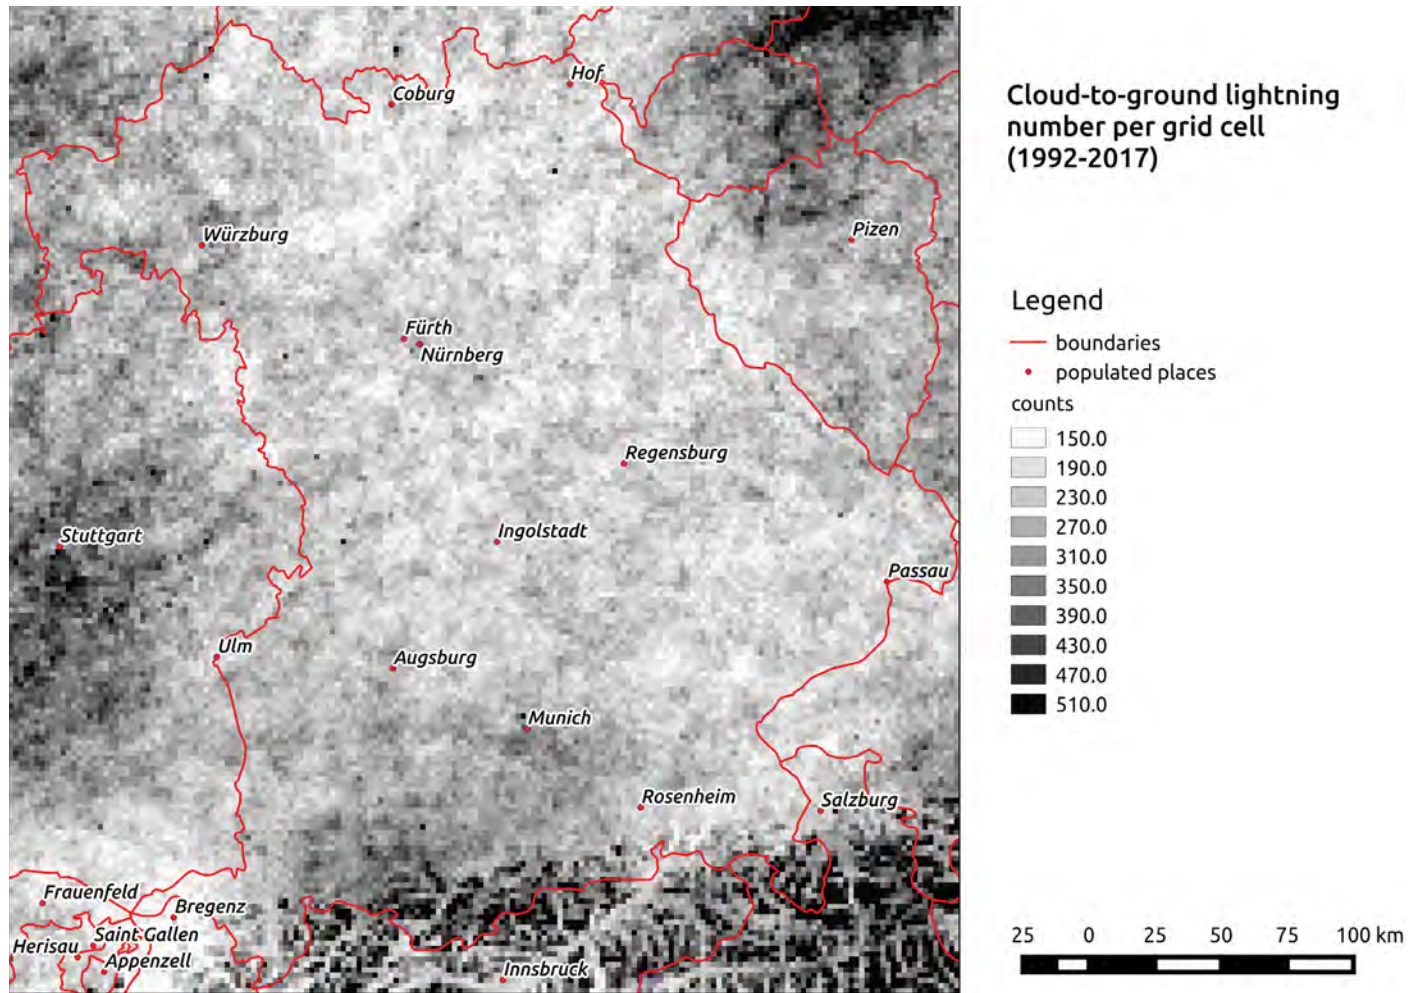 Hof
Coburg
Würzburg
Pizen
Fürth
Nürnberg
Regensburg
Stuttgart
Ingolstadt
Passau
Ulm
Augsburg
Munich
Rosenheim
Salzburg
Frauenfeld
Bregenz
Saint Gallen
Herisau
Appenzell
Innsbruck
Cloud-to-ground lightning
number per grid cell
(1992-2017)
Legend
boundaries
populated places
counts
150.0
190.0
230.0
270.0
310.0
350.0
390.0
430.0
470.0
510.0
25 0 25 50 75 100 km